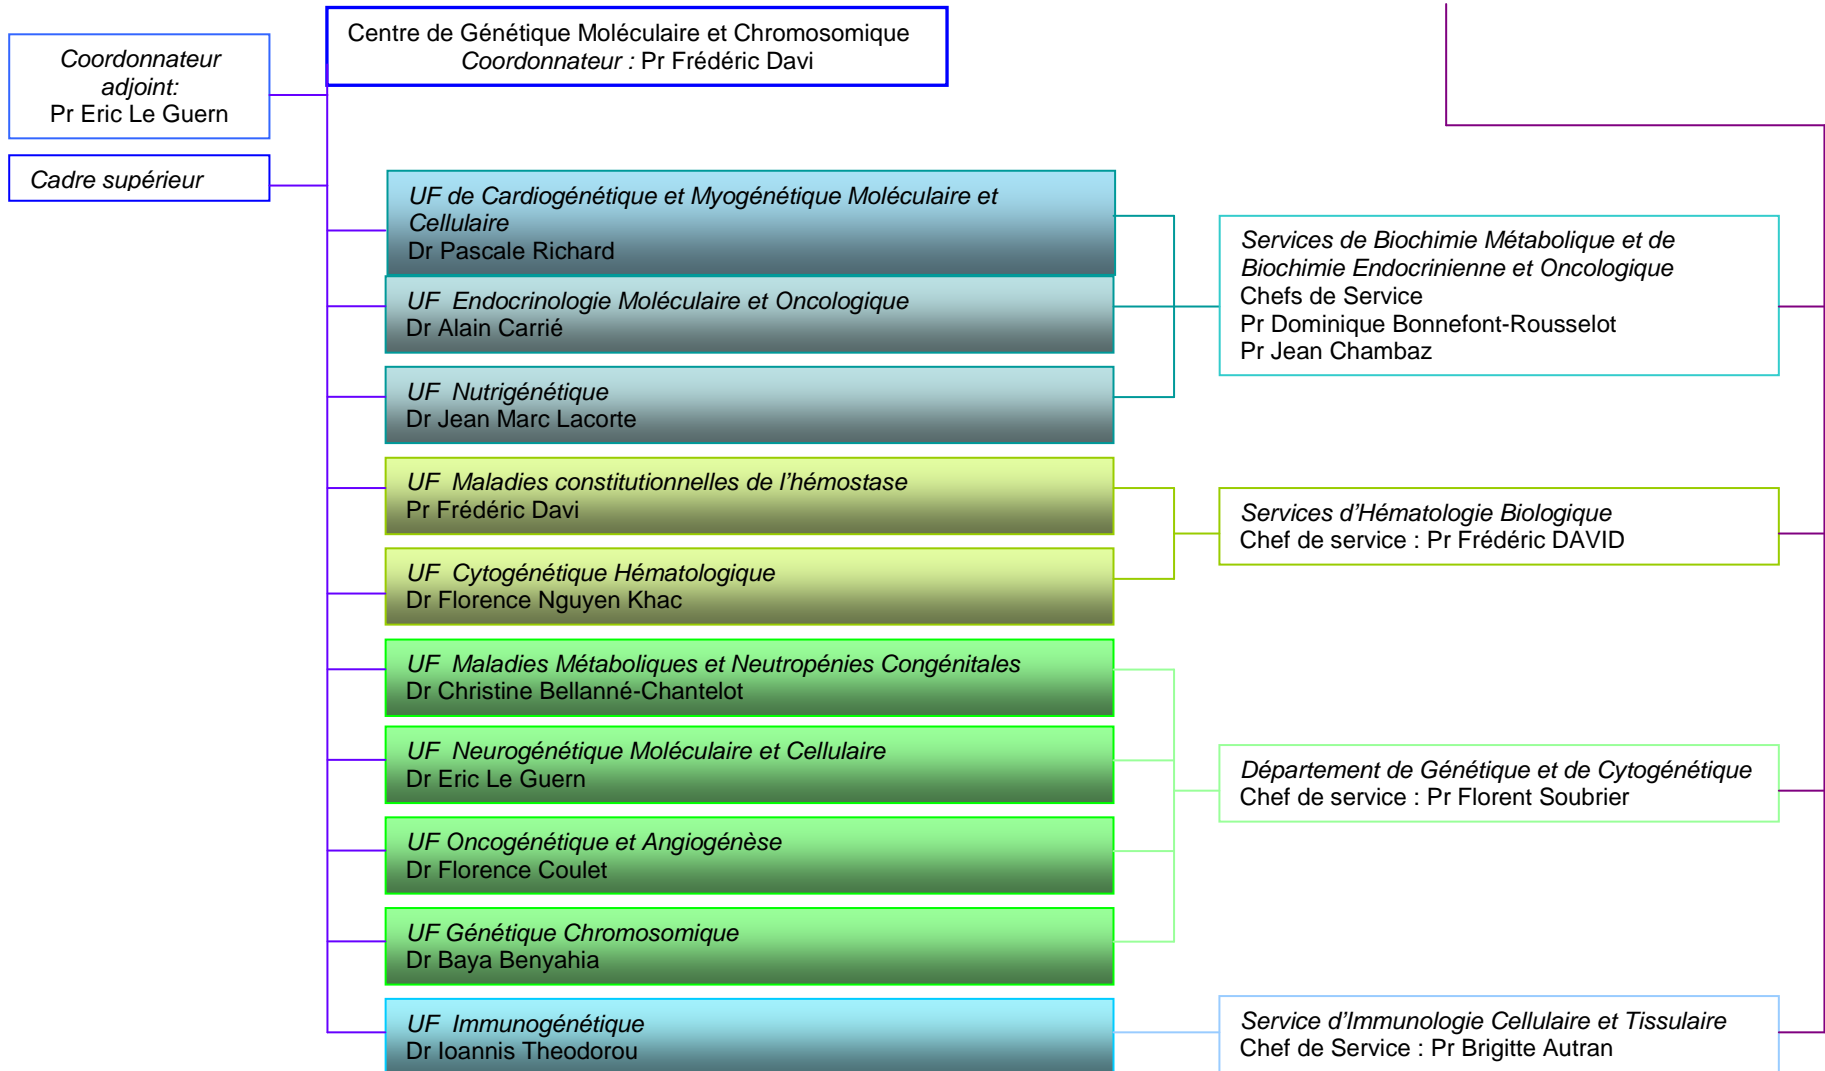 Centre de Génétique Moléculaire et Chromosomique
Coordonnateur : Pr Frédéric Davi
Coordonnateur
adjoint:
Pr Eric Le Guern
Cadre supérieur
UF de Cardiogénétique et Myogénétique Moléculaire et
Cellulaire
Dr Pascale Richard
UF Endocrinologie Moléculaire et Oncologique
Dr Alain Carrié
UF Nutrigénétique
Dr Jean Marc Lacorte
UF Maladies constitutionnelles de l'hémostase
Pr Frédéric Davi
UF Cytogénétique Hématologique
Dr Florence Nguyen Khac
UF Maladies Métaboliques et Neutropénies Congénitales
Dr Christine Bellanné-Chantelot
UF Neurogénétique Moléculaire et Cellulaire
Dr Eric Le Guern
UF Oncogénétique et Angiogénèse
Dr Florence Coulet
UF Génétique Chromosomique
Dr Baya Benyahia
UF Immunogénétique
Dr Ioannis Theodorou
Services de Biochimie Métabolique et de
Biochimie Endocrinienne et Oncologique
Chefs de Service
Pr Dominique Bonnefont-Rousselot
Pr Jean Chambaz
Services d'Hématologie Biologique
Chef de service : Pr Frédéric DAVID
Département de Génétique et de Cytogénétique
Chef de service : Pr Florent Soubrier
Service d'Immunologie Cellulaire et Tissulaire
Chef de Service : Pr Brigitte Autran